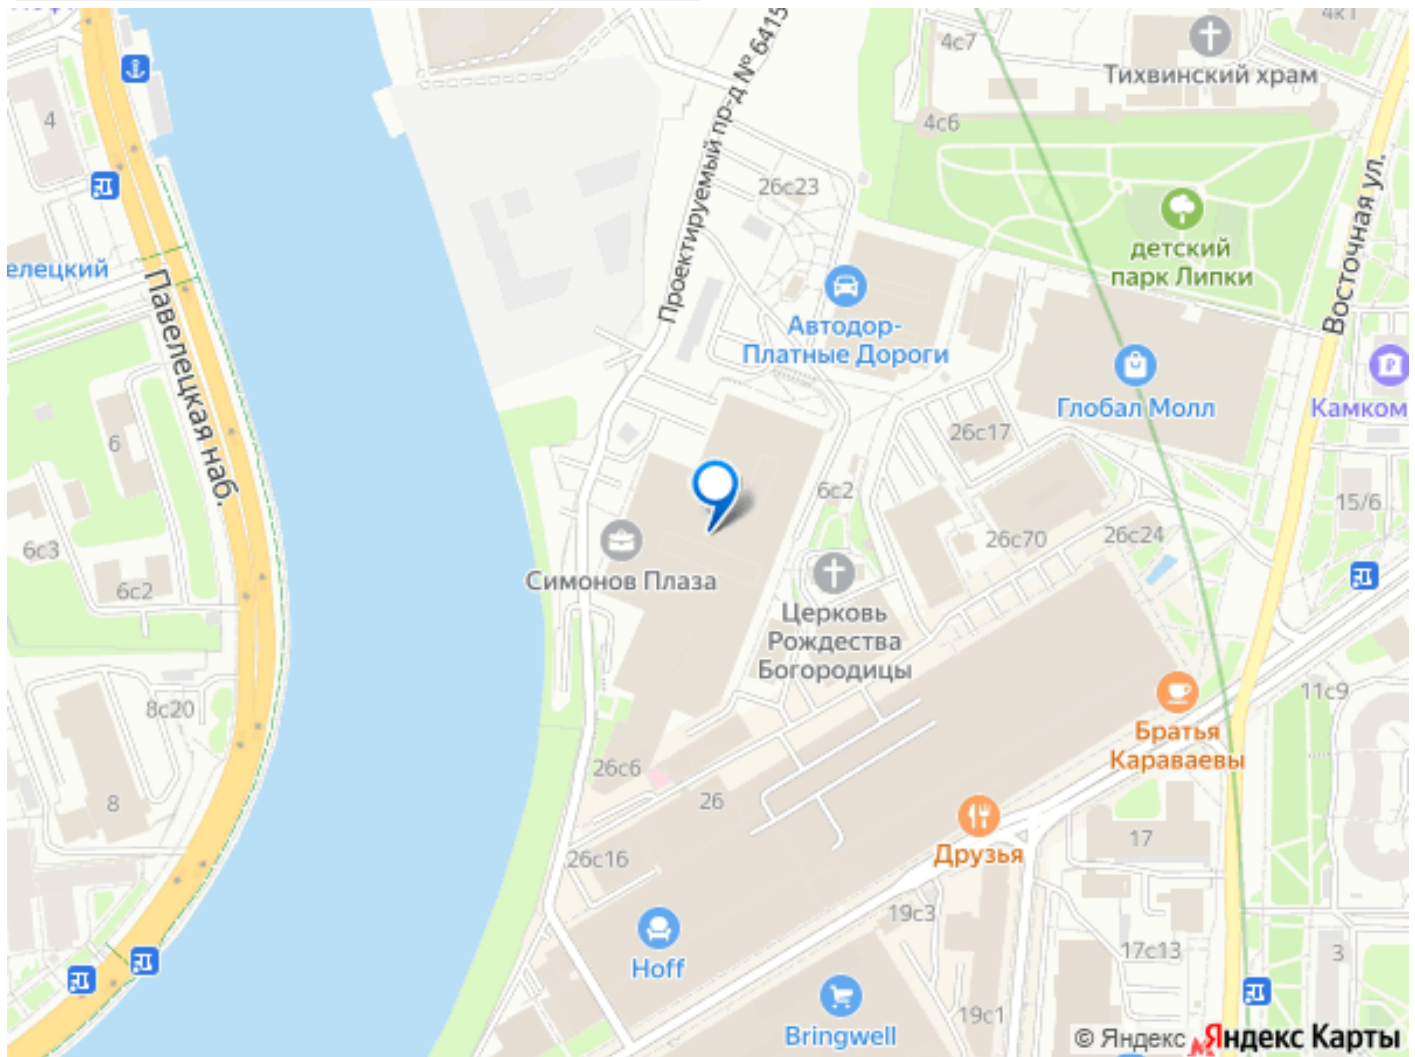 4к1
4с7
Тихвинский храм
4
4с6
Проектируемый пр-д № 6415
26с23
Восточная ул.
детский
парк Липки
елецкий
Павелецкая наб.
Автодор-
Платные Дороги
Глобал Молл
Камком
26с17
6
6с2
15/6
6с3
26с70
26с24
Симонов Плаза
6с2
Церковь
Рождества
Богородицы
11с9
8с20
Братья
Караваевы
26с6
26
8
17
Друзья
26с16
19с3
17с13
3
Hoff
19с1
Bringwell
© Яндекс
Яндекс Карты